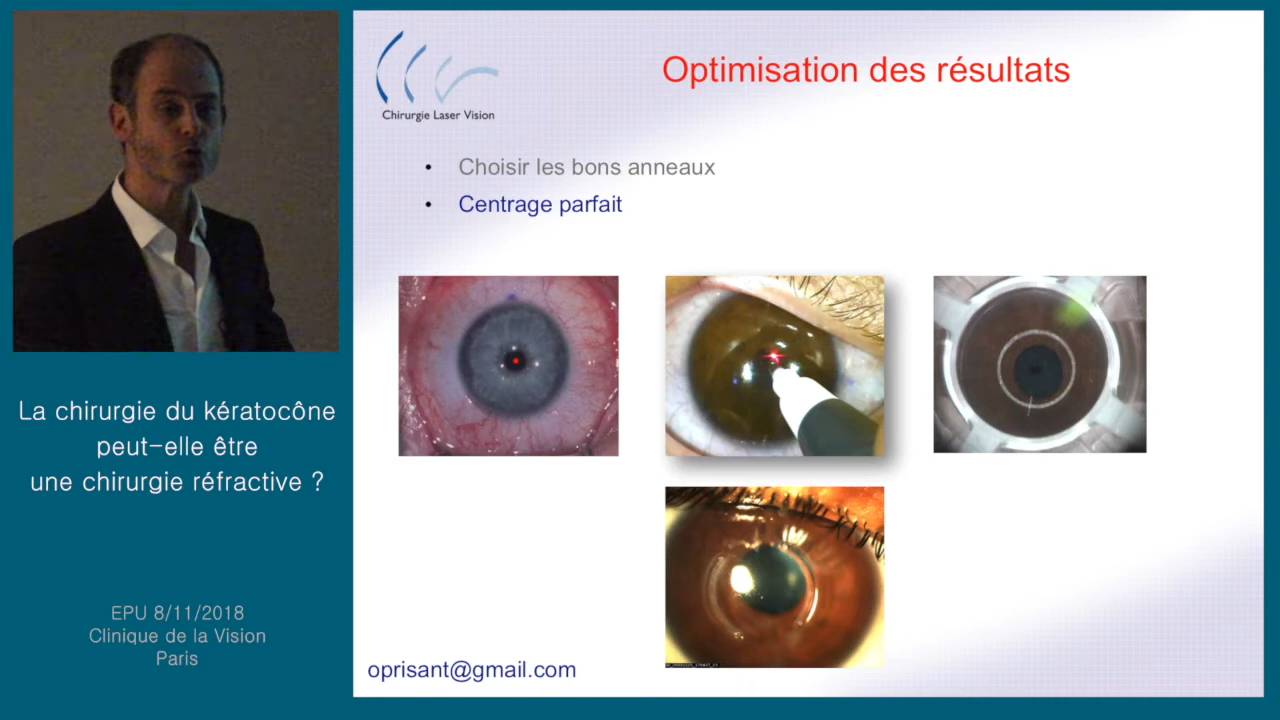 Chirurgie Laser Vision
Optimisation des résultats
• Choisir les bons anneaux
• Centrage parfait
La chirurgie du kératocône
peut-elle être
une chirurgie réfractive ?
EPU 8/11/2018
Clinique de la Vision
Paris
oprisant@gmail.com